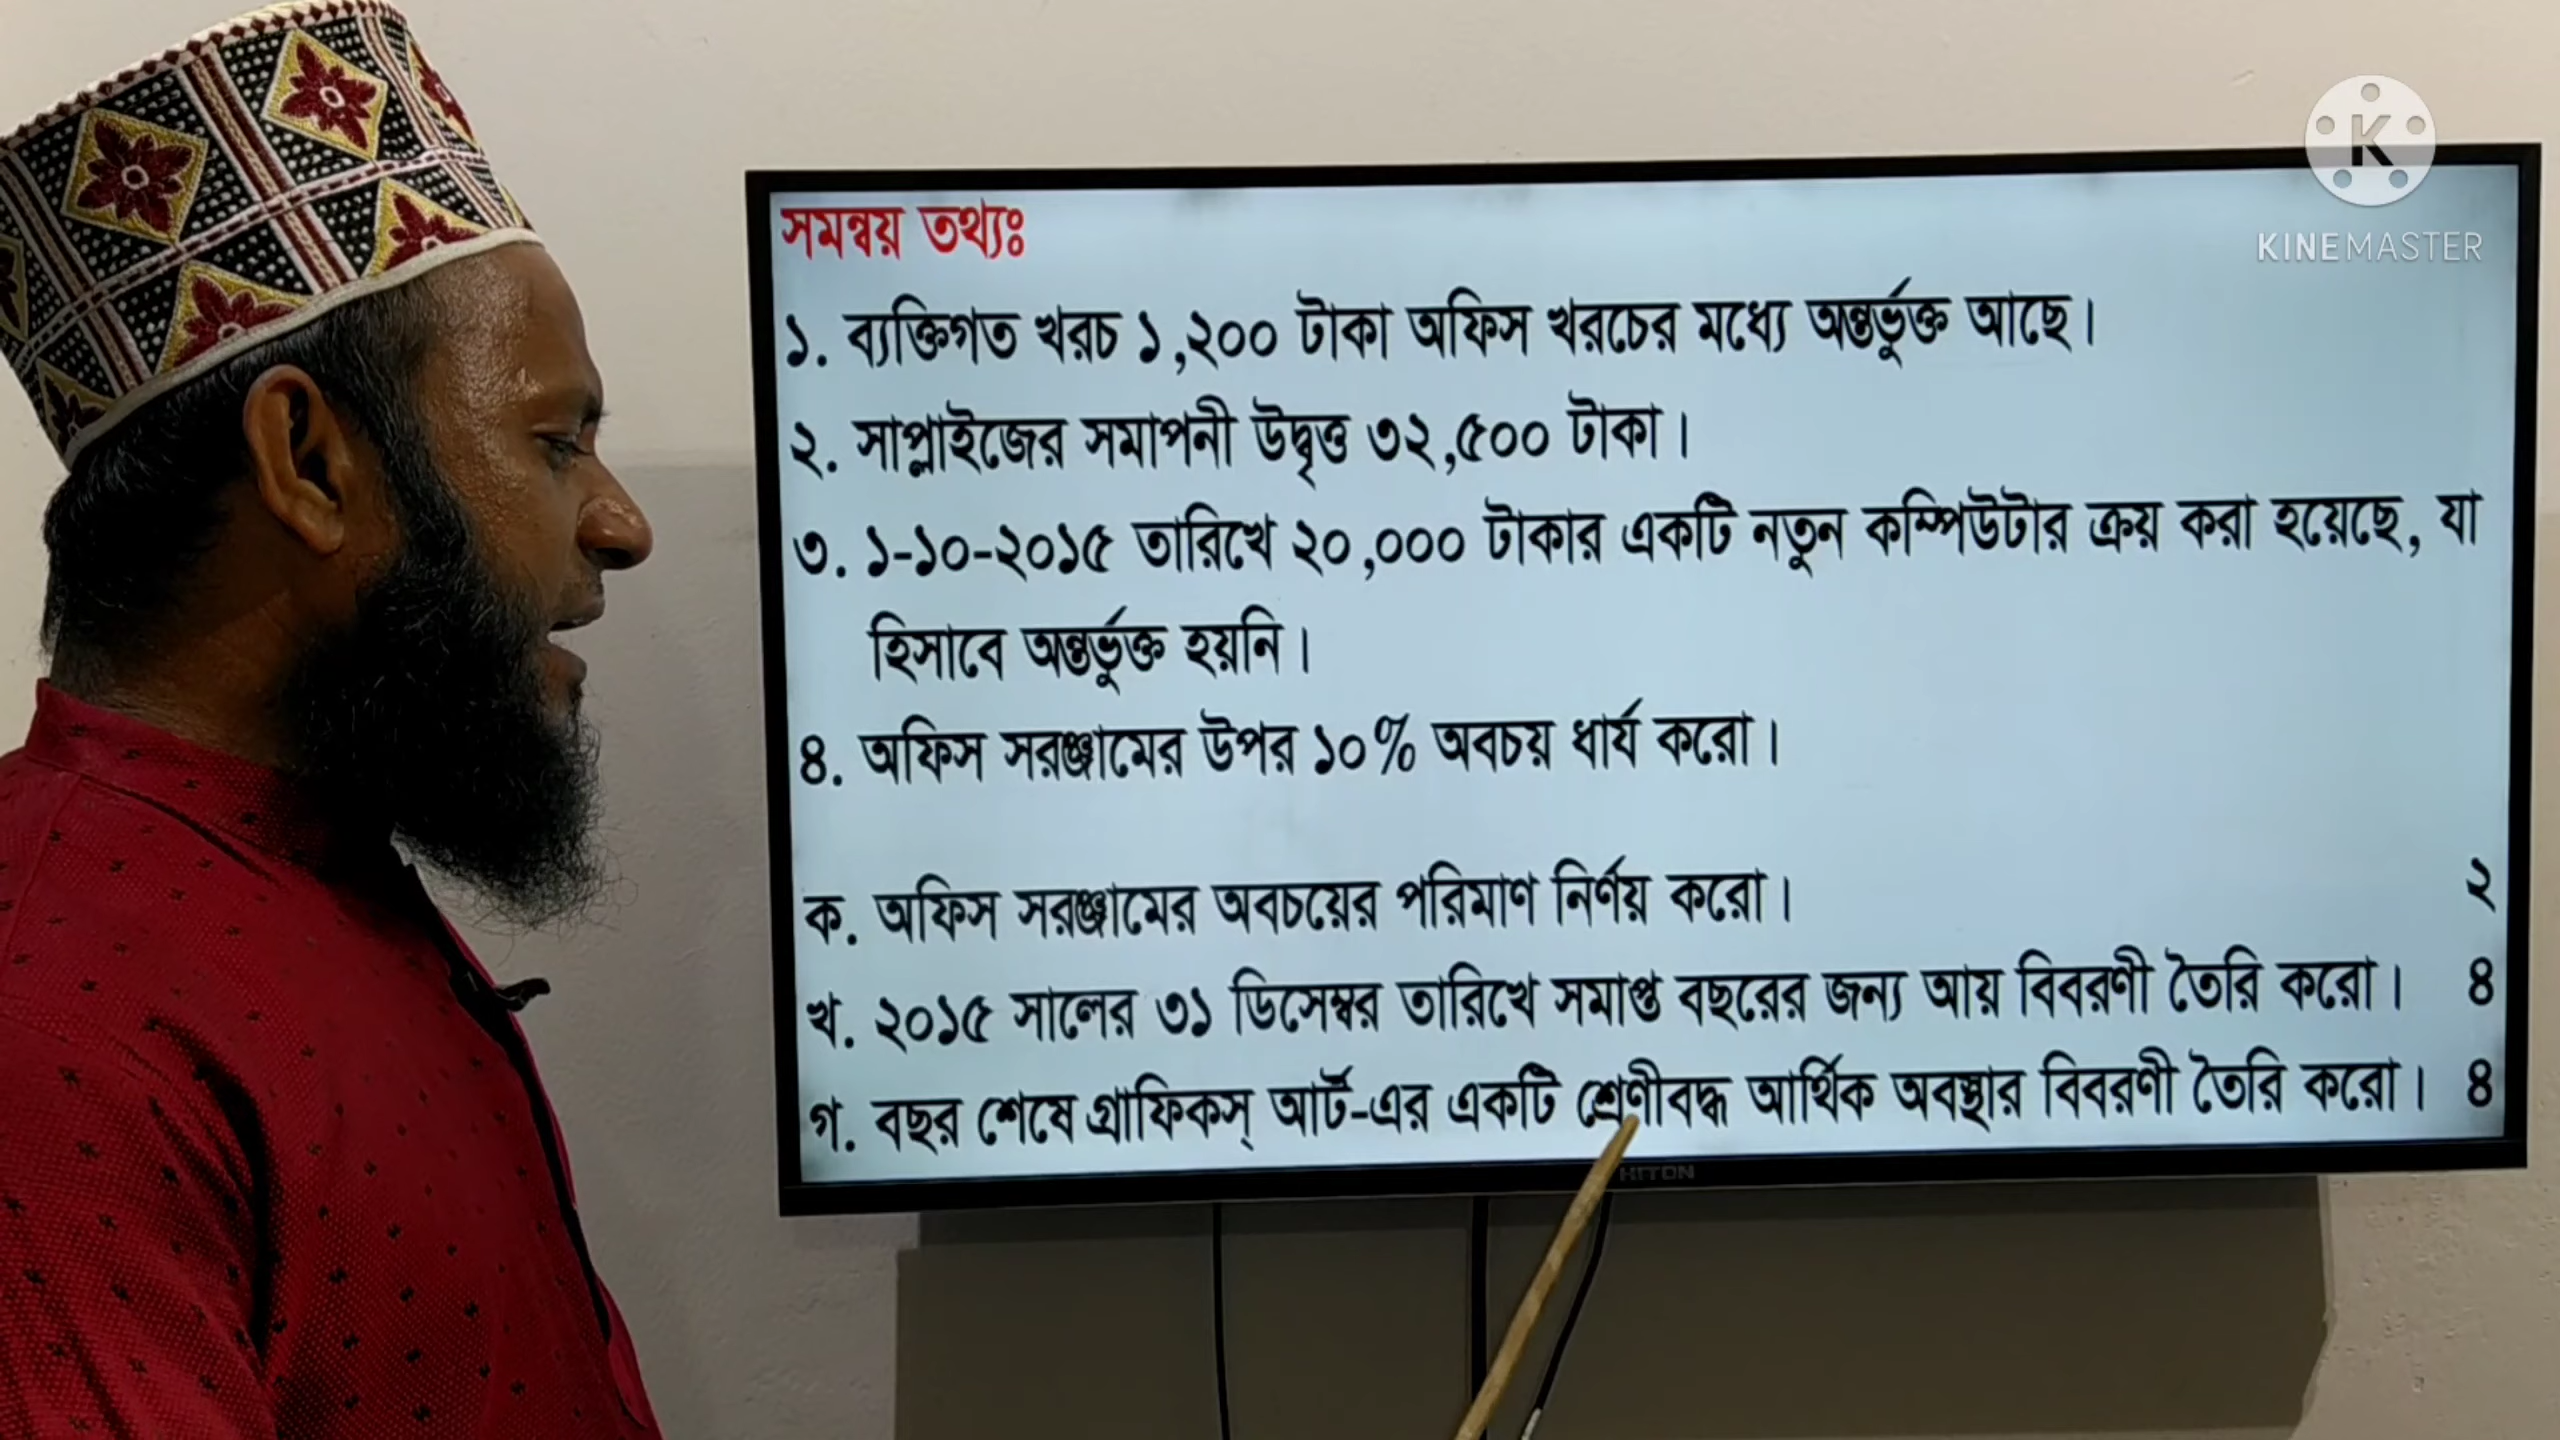 K
KINEMASTER
সমন্বয় তথ্যঃ
১. ব্যক্তিগত খরচ ১,২০০ টাকা অফিস খরচের মধ্যে অন্তর্ভুক্ত আছে।
২. সাপ্লাইজের সমাপনী উদ্বৃত্ত ৩২,৫০০ টাকা।
৩. ১-১০-২০১৫ তারিখে ২০,০০০ টাকার একটি নতুন কম্পিউটার ক্রয় করা হয়েছে, যা
হিসাবে অন্তর্ভুক্ত হয়নি।
৪. অফিস সরঞ্জামের উপর ১০% অবচয় ধার্য করো।
ক. অফিস সরঞ্জামের অবচয়ের পরিমাণ নির্ণয় করো। ২
খ. ২০১৫ সালের ৩১ ডিসেম্বর তারিখে সমাপ্ত বছরের জন্য আয় বিবরণী তৈরি করো। ৪
গ. বছর শেষে গ্রাফিকস্ আর্ট-এর একটি শ্রেণীবদ্ধ আর্থিক অবস্থার বিবরণী তৈরি করো। ৪
HITON